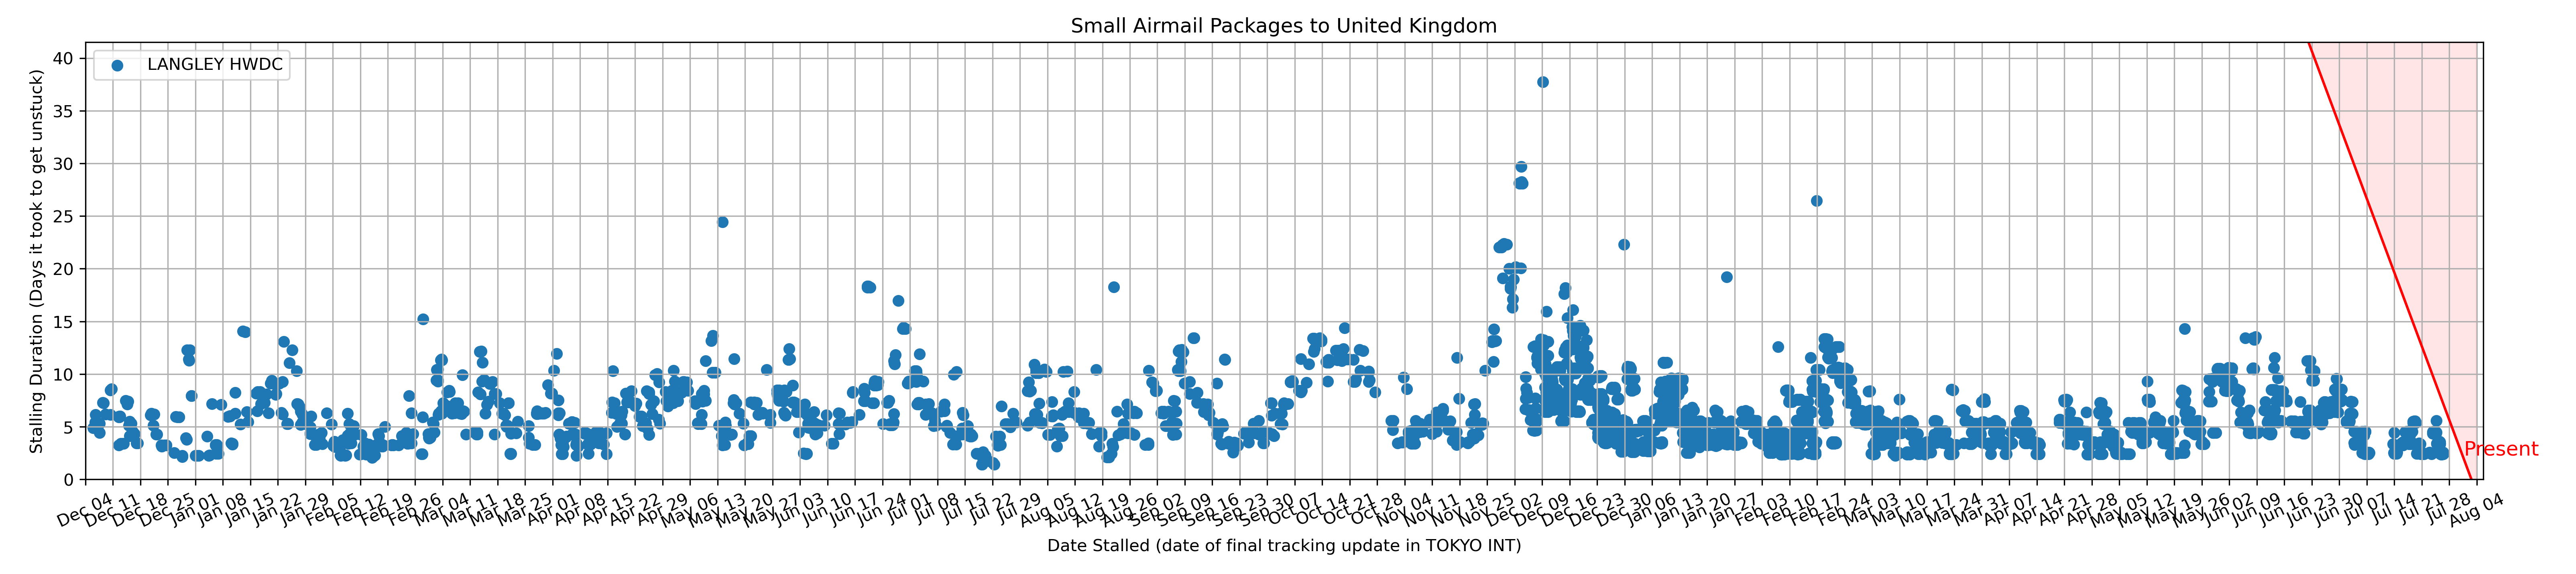 Small Airmail Packages to United Kingdom
LANGLEY HWDC
Stalling Duration (Days it took to get unstuck)
40
35
30
25
20
15
10
5
0
Present
Dec 04
Dec 11
Dec 18
Dec 25
Jan 01
Jan 08
Jan 15
Jan 22
Jan 29
Feb 05
Feb 12
Feb 19
Feb 26
Mar 04
Mar 11
Mar 18
Mar 25
Apr 01
Apr 08
Apr 15
Apr 22
Apr 29
May 06
May 13
May 20
May 27
Jun 03
Jun 10
Jun 17
Jun 24
Jul 01
Jul 08
Jul 15
Jul 22
Jul 29
Aug 05
Aug 12
Aug 19
Aug 26
Sep 02
Sep 09
Sep 16
Sep 23
Sep 30
Oct 07
Oct 14
Oct 21
Oct 28
Nov 04
Nov 11
Nov 18
Nov 25
Dec 02
Dec 09
Dec 16
Dec 23
Dec 30
Jan 06
Jan 13
Jan 20
Jan 27
Feb 03
Feb 10
Feb 17
Feb 24
Mar 03
Mar 10
Mar 17
Mar 24
Mar 31
Apr 07
Apr 14
Apr 21
Apr 28
May 05
May 12
May 19
May 26
Jun 02
Jun 09
Jun 16
Jun 23
Jun 30
Jul 07
Jul 14
Jul 21
Jul 28
Aug 04
Date Stalled (date of final tracking update in TOKYO INT)